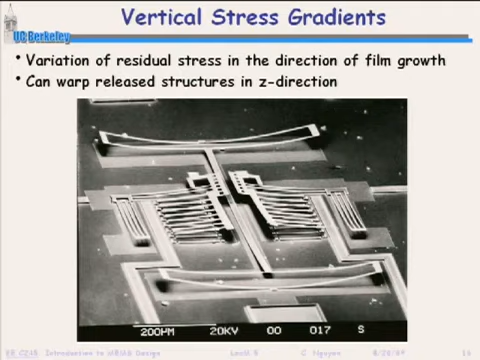 Vertical Stress Gradients
UC Berkeley
• Variation of residual stress in the direction of film growth
• Can warp released structures in z-direction
200PM 20KV 00 017 S
EE C245: Introduction to MEMS Design
C. Nguyen